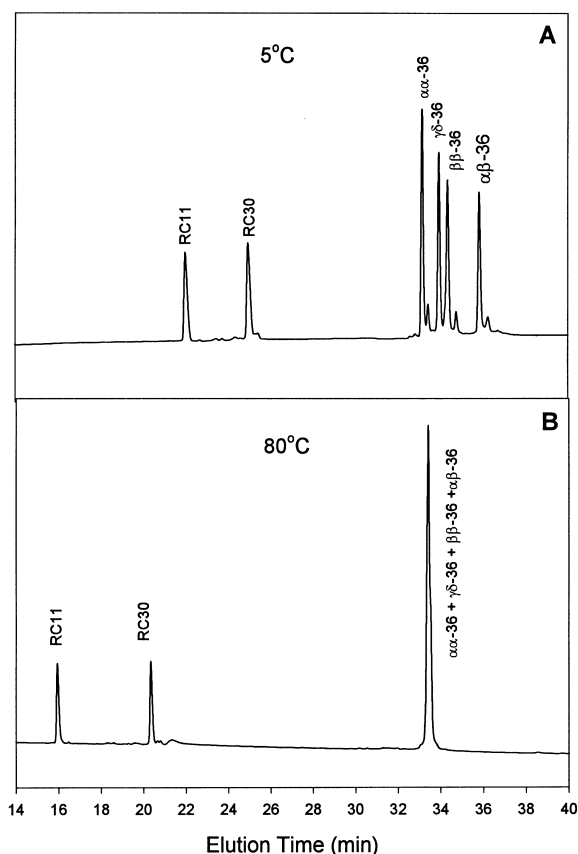 A
5°C
RC11
RC30
αα-36
γδ-36
ββ-36
αβ-36
B
80°C
RC11
RC30
αα-36 + γδ-36 + ββ-36 +αβ-36
14 16 18 20 22 24 26 28 30 32 34 36 38 40
Elution Time (min)